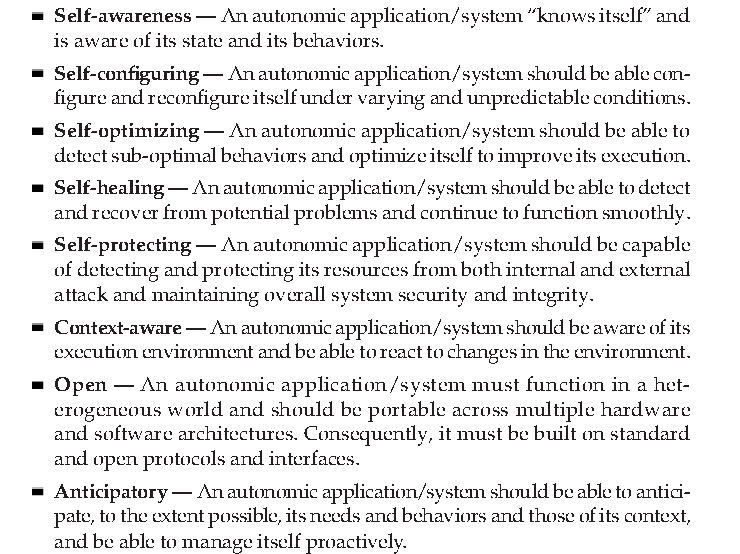 ▪ Self-awareness — An autonomic application/system “knows itself” and
is aware of its state and its behaviors.
▪ Self-configuring — An autonomic application/system should be able con-
figure and reconfigure itself under varying and unpredictable conditions.
▪ Self-optimizing — An autonomic application/system should be able to
detect sub-optimal behaviors and optimize itself to improve its execution.
▪ Self-healing — An autonomic application/system should be able to detect
and recover from potential problems and continue to function smoothly.
▪ Self-protecting — An autonomic application/system should be capable
of detecting and protecting its resources from both internal and external
attack and maintaining overall system security and integrity.
▪ Context-aware — An autonomic application/system should be aware of its
execution environment and be able to react to changes in the environment.
▪ Open — An autonomic application/system must function in a het-
erogeneous world and should be portable across multiple hardware
and software architectures. Consequently, it must be built on standard
and open protocols and interfaces.
▪ Anticipatory — An autonomic application/system should be able to antici-
pate, to the extent possible, its needs and behaviors and those of its context,
and be able to manage itself proactively.